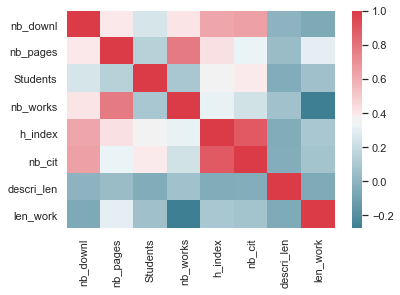 nb_downl
nb_pages
Students
nb_works
h_index
nb_cit
descri_len
len_work
nb_downl
nb_pages
Students
nb_works
h_index
nb_cit
descri_len
len_work
1.0
0.8
0.6
0.4
0.2
0.0
−0.2